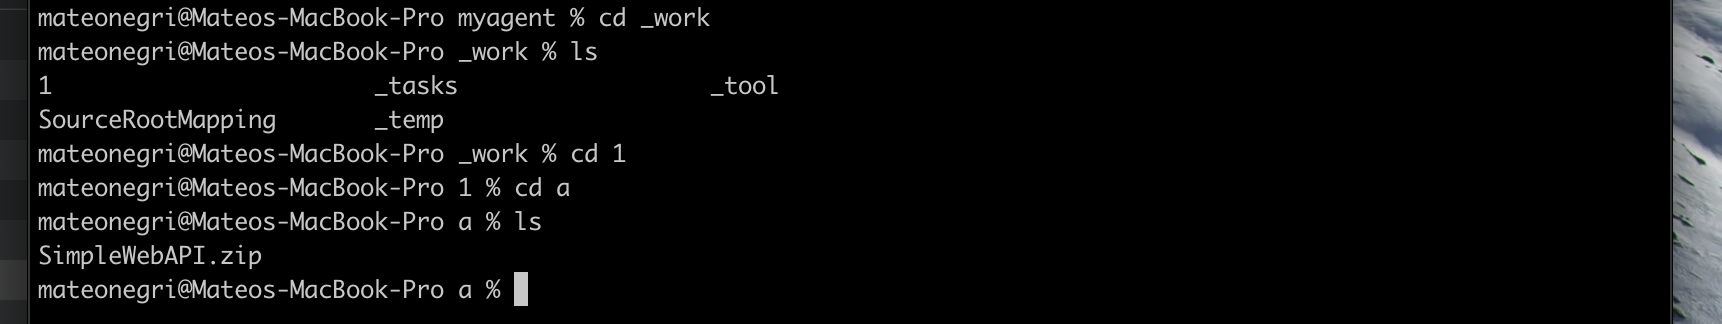 mateonegri@Mateos-MacBook-Pro myagent % cd _work
mateonegri@Mateos-MacBook-Pro _work % ls
1 _tasks _tool
SourceRootMapping _temp
mateonegri@Mateos-MacBook-Pro _work % cd 1
mateonegri@Mateos-MacBook-Pro 1 % cd a
mateonegri@Mateos-MacBook-Pro a % ls
SimpleWebAPI.zip
mateonegri@Mateos-MacBook-Pro a %